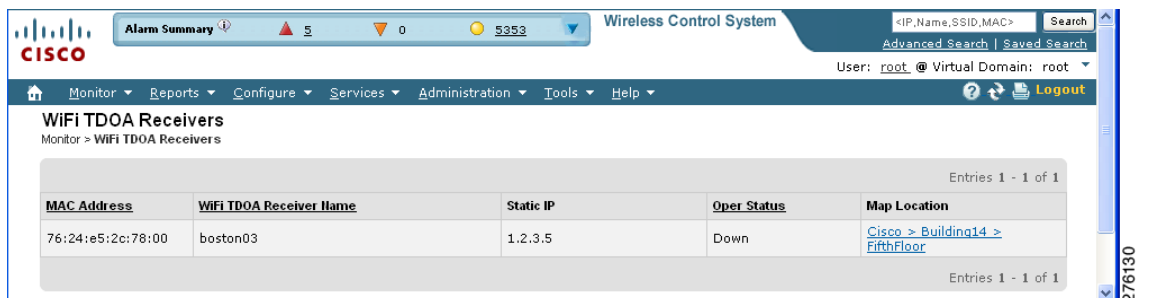 Alarm Summary 5 0 5353 Wireless Control System <IP,Name,SSID,MAC> Search
CISCO
Advanced Search | Saved Search
User: root @ Virtual Domain: root
Monitor Reports Configure Services Administration Tools Help Logout
WiFi TDOA Receivers
Monitor > WiFi TDOA Receivers
Entries 1 - 1 of 1
MAC Address WiFi TDOA Receiver Name Static IP Oper Status Map Location
76:24:e5:2c:78:00 boston03 1.2.3.5 Down Cisco > Building14 >
FifthFloor
Entries 1 - 1 of 1
276130